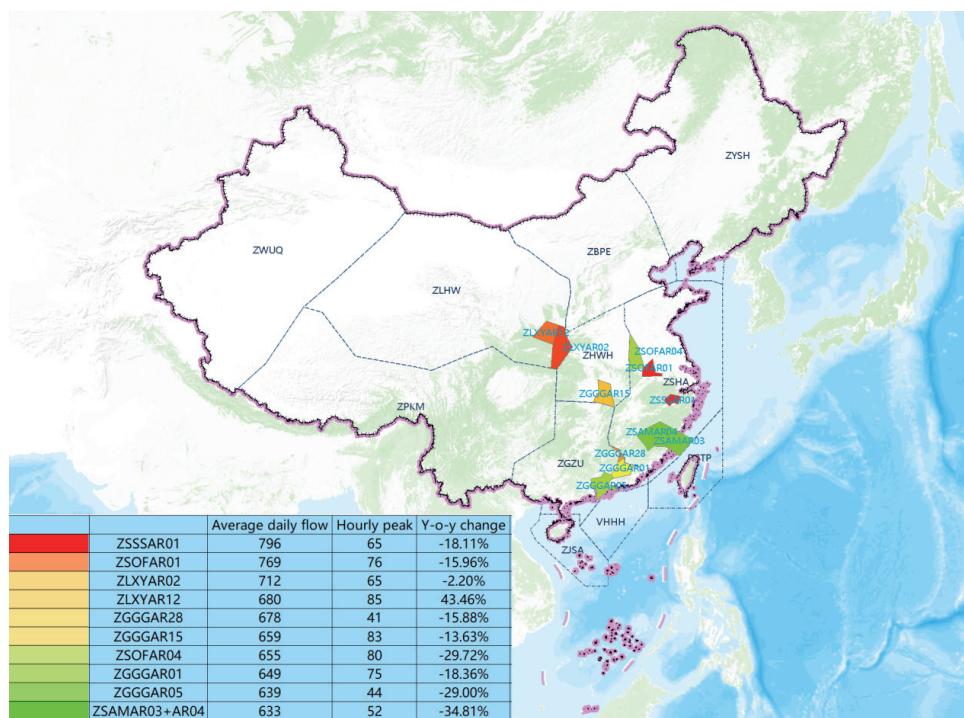 ZYSH
ZWUQ
ZBPE
ZLHW
ZLXYAR12
ZLXYAR02
ZHWH
ZSOFAR04
ZSOFAR01
ZSHA
ZGGGAR15
ZSSSAR01
ZPKM
ZSAMAR04
ZSAMAR03
ZGGGAR28
ZGZU
ZGGGAR01
ZGGGAR05
VHHH
ZJSA
Average daily flow Hourly peak Y-o-y change
ZSSSAR01 796 65 -18.11%
ZSOFAR01 769 76 -15.96%
ZLXYAR02 712 65 -2.20%
ZLXYAR12 680 85 43.46%
ZGGGAR28 678 41 -15.88%
ZGGGAR15 659 83 -13.63%
ZSOFAR04 655 80 -29.72%
ZGGGAR01 649 75 -18.36%
ZGGGAR05 639 44 -29.00%
ZSAMAR03+AR04 633 52 -34.81%